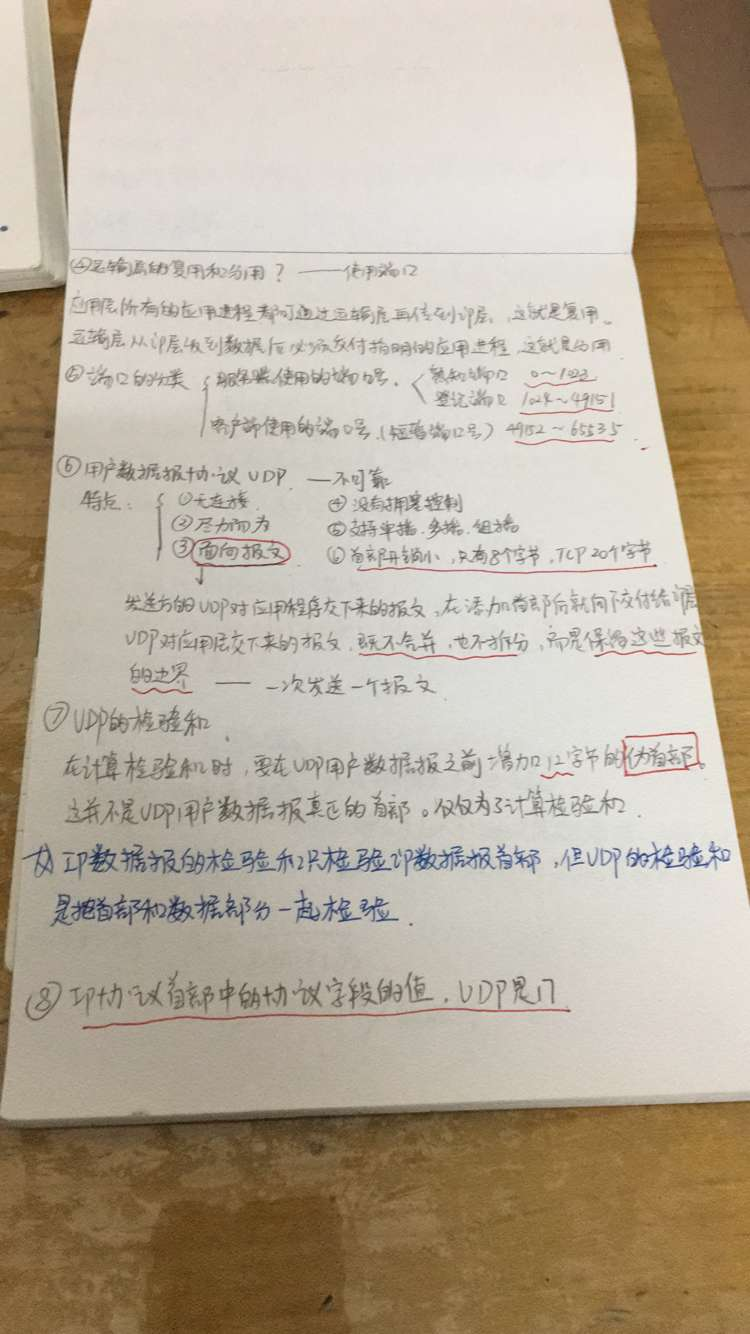 ④运输层的复用和分用？——使用端口
应用层所有的应用进程都可通过运输层再传到IP层，这就是复用。
运输层从IP层收到数据后必须交付指明的应用进程，这就是分用
⑤端口的分类 服务器使用的端口号. 熟知端口 0～1023
登记端口 1024～49151
客户端使用的端口号.(短暂端口号) 49152～65535
⑥用户数据报协议UDP. —不可靠
特点： ①无连接. ④没有拥塞控制
②尽力而为 ⑤支持单播.多播.组播
③面向报文 ⑥首部开销小，只有8个字节，TCP 20个字节
发送方的UDP对应用程序交下来的报文，在添加首部后就向下交付给IP层
UDP对应用层交下来的报文，既不合并，也不拆分，而是保留这些报文
的边界 —— 一次发送一个报文.
⑦UDP的检验和
在计算检验和时，要在UDP用户数据报之前增加12字节的伪首部。
这并不是UDP用户数据报真正的首部。仅仅为了计算检验和.
IP数据报的检验和只检验IP数据报首部，但UDP的检验和
是把首部和数据部分一起检验.
⑧IP协议首部中的协议字段的值，UDP是17